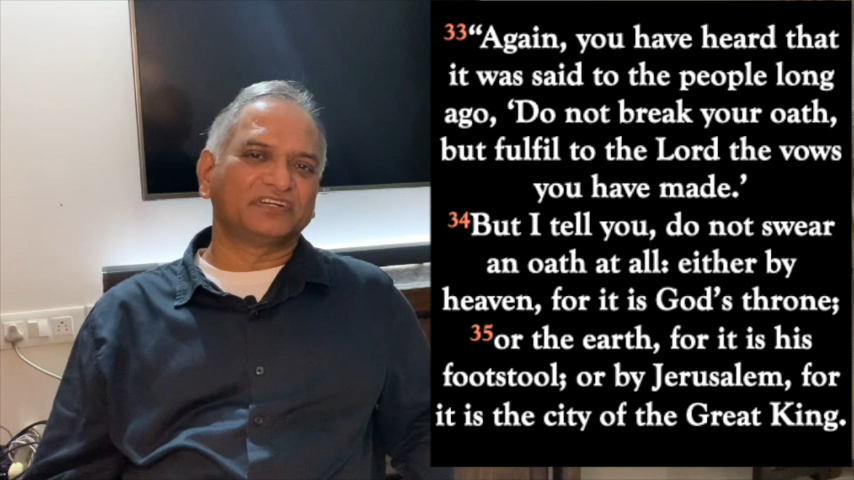 33“Again, you have heard that
it was said to the people long
ago, ‘Do not break your oath,
but fulfil to the Lord the vows
you have made.’
34But I tell you, do not swear
an oath at all: either by
heaven, for it is God’s throne;
35or the earth, for it is his
footstool; or by Jerusalem, for
it is the city of the Great King.